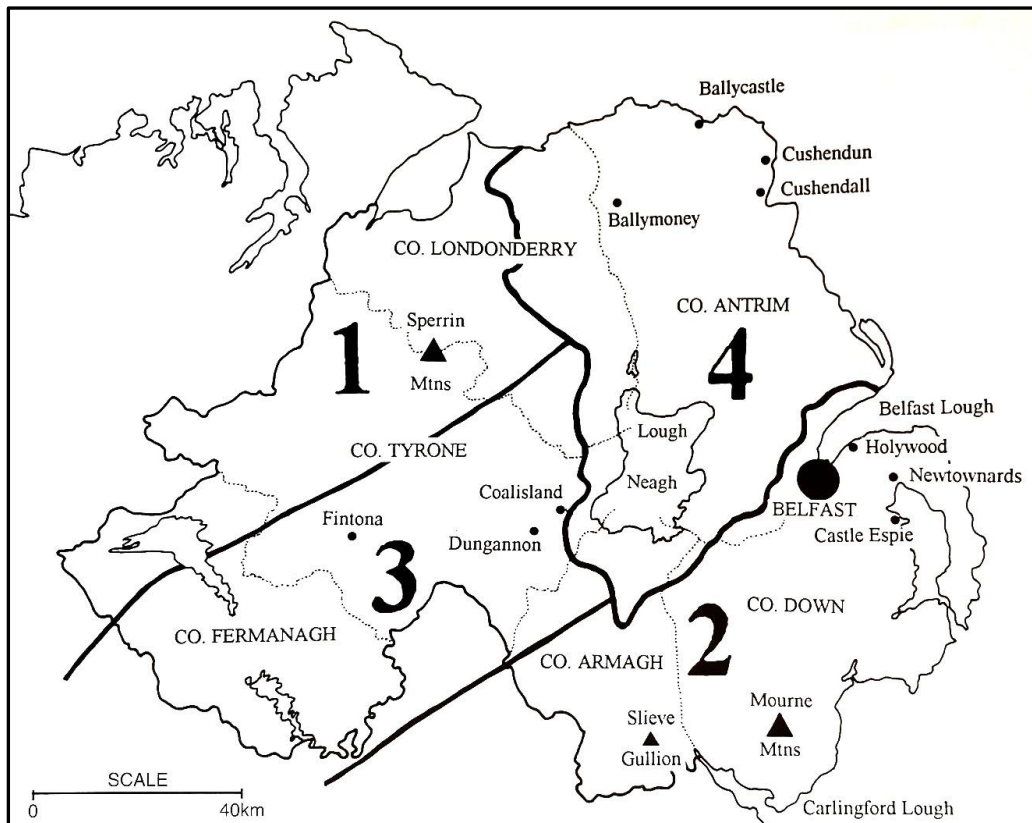 Ballycastle
Cushendun
Cushendall
Ballymoney
CO. LONDONDERRY
CO. ANTRIM
Sperrin
1
4
Mtns
Belfast Lough
Lough
Holywood
CO. TYRONE
Neagh
Newtownards
Coalisland
BELFAST
Fintona
Castle Espie
Dungannon
3
CO. DOWN
CO. FERMANAGH
2
CO. ARMAGH
Mourne
Slieve
Mtns
Gullion
SCALE
0 40km
Carlingford Lough